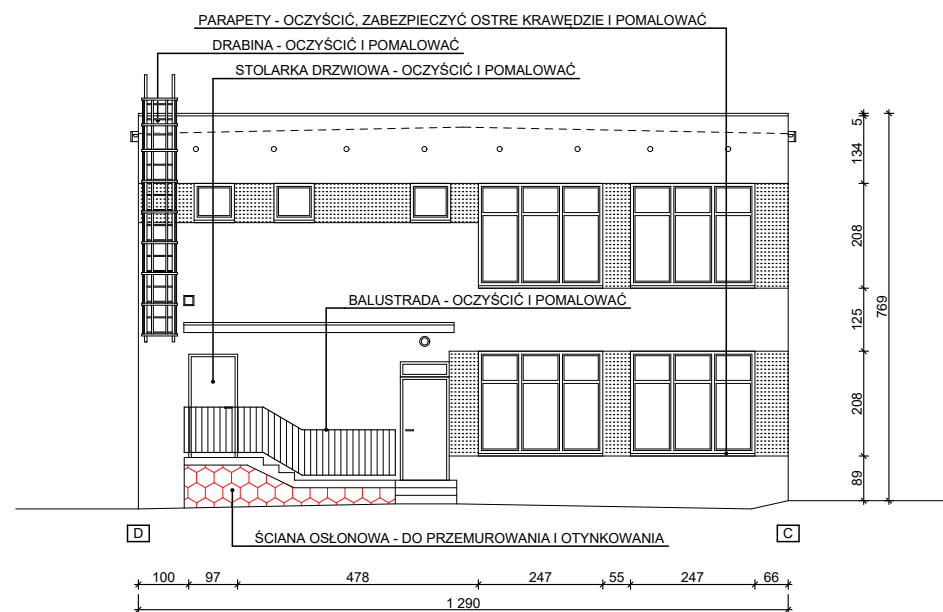 PARAPETY - OCZYŚCIĆ, ZABEZPIECZYĆ OSTRE KRAWĘDZIE I POMALOWAĆ
DRABINA - OCZYŚCIĆ I POMALOWAĆ
STOLARKA DRZWIOWA - OCZYŚCIĆ I POMALOWAĆ
5
134
208
BALUSTRADA - OCZYŚCIĆ I POMALOWAĆ
125
769
208
89
D
ŚCIANA OSŁONOWA - DO PRZEMUROWANIA I OTYNKOWANIA
C
100 97 478 247 55 247 66
1 290